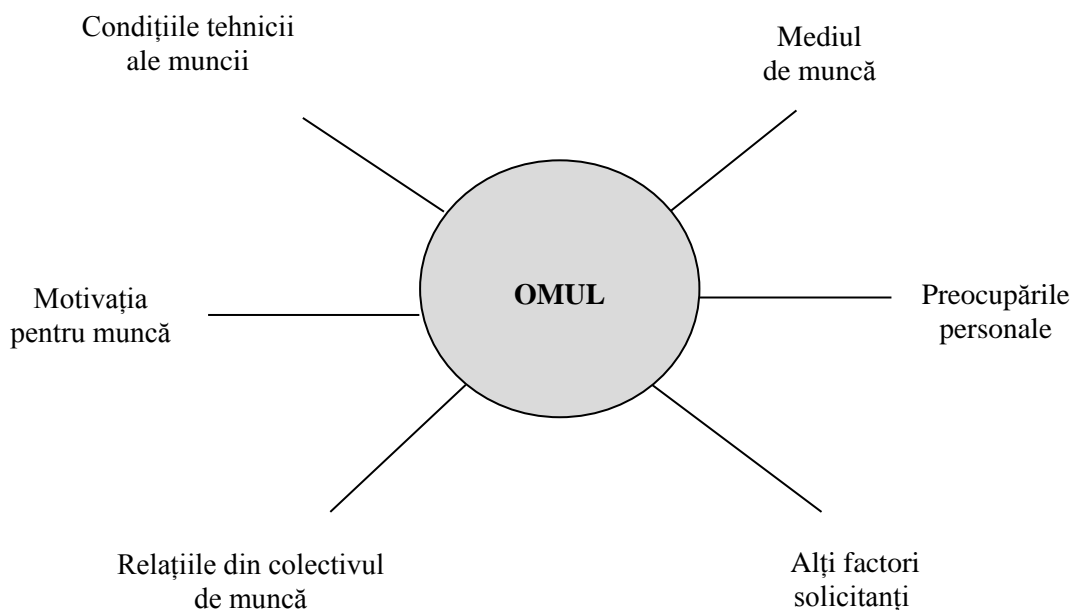 Condițiile tehnicii
ale muncii
Mediul
de muncă
Motivația
pentru muncă
OMUL
Preocupările
personale
Relațiile din colectivul
de muncă
Alți factori
solicitanți